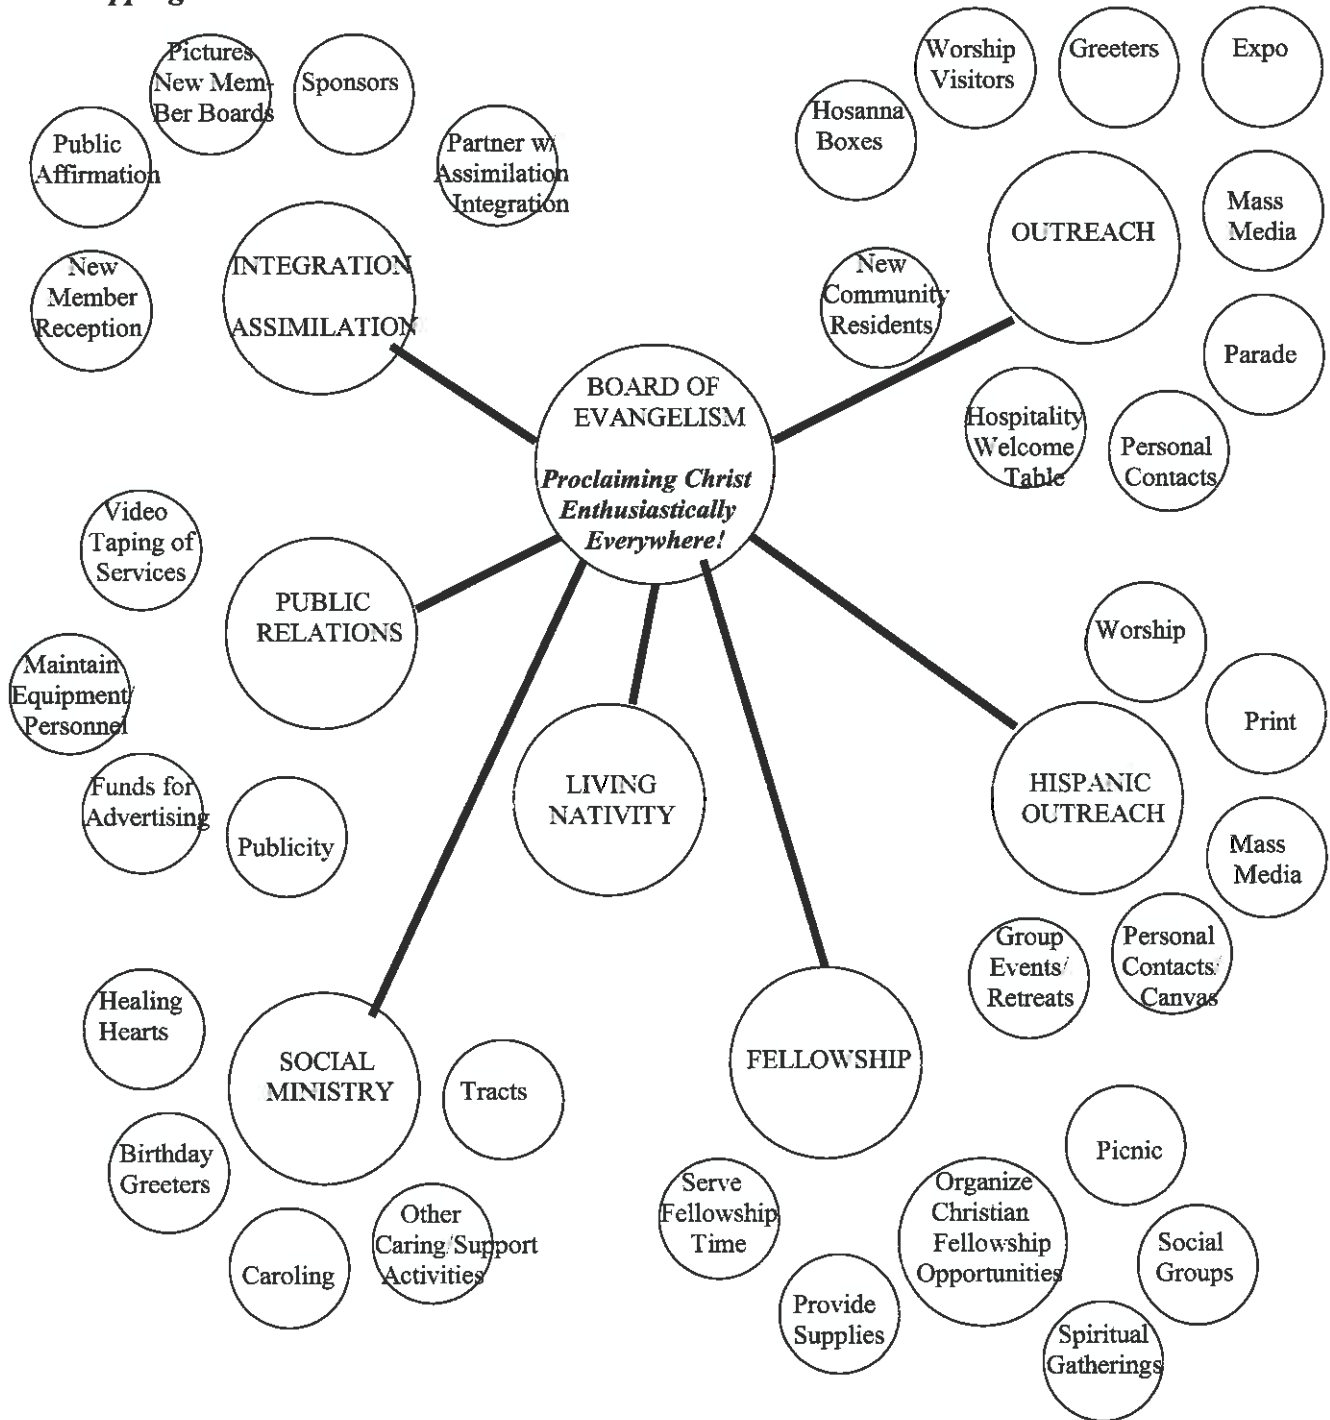 Pictures
New Mem-
Ber Boards
Sponsors
Public
Affirmation
Partner w/
Assimilation
Integration
New
Member
Reception
INTEGRATION
ASSIMILATION
Worship
Visitors
Greeters
Expo
Hosanna
Boxes
OUTREACH
Mass
Media
New
Community
Residents
Parade
Hospitality
Welcome
Table
Personal
Contacts
BOARD OF
EVANGELISM
Proclaiming Christ
Enthusiastically
Everywhere!
Video
Taping of
Services
PUBLIC
RELATIONS
Maintain
Equipment/
Personnel
Funds for
Advertising
Publicity
LIVING
NATIVITY
Worship
Print
HISPANIC
OUTREACH
Mass
Media
Group
Events/
Retreats
Personal
Contacts/
Canvas
Healing
Hearts
SOCIAL
MINISTRY
Tracts
Birthday
Greeters
Caroling
Other
Caring/Support
Activities
FELLOWSHIP
Serve
Fellowship
Time
Provide
Supplies
Organize
Christian
Fellowship
Opportunities
Picnic
Social
Groups
Spiritual
Gatherings